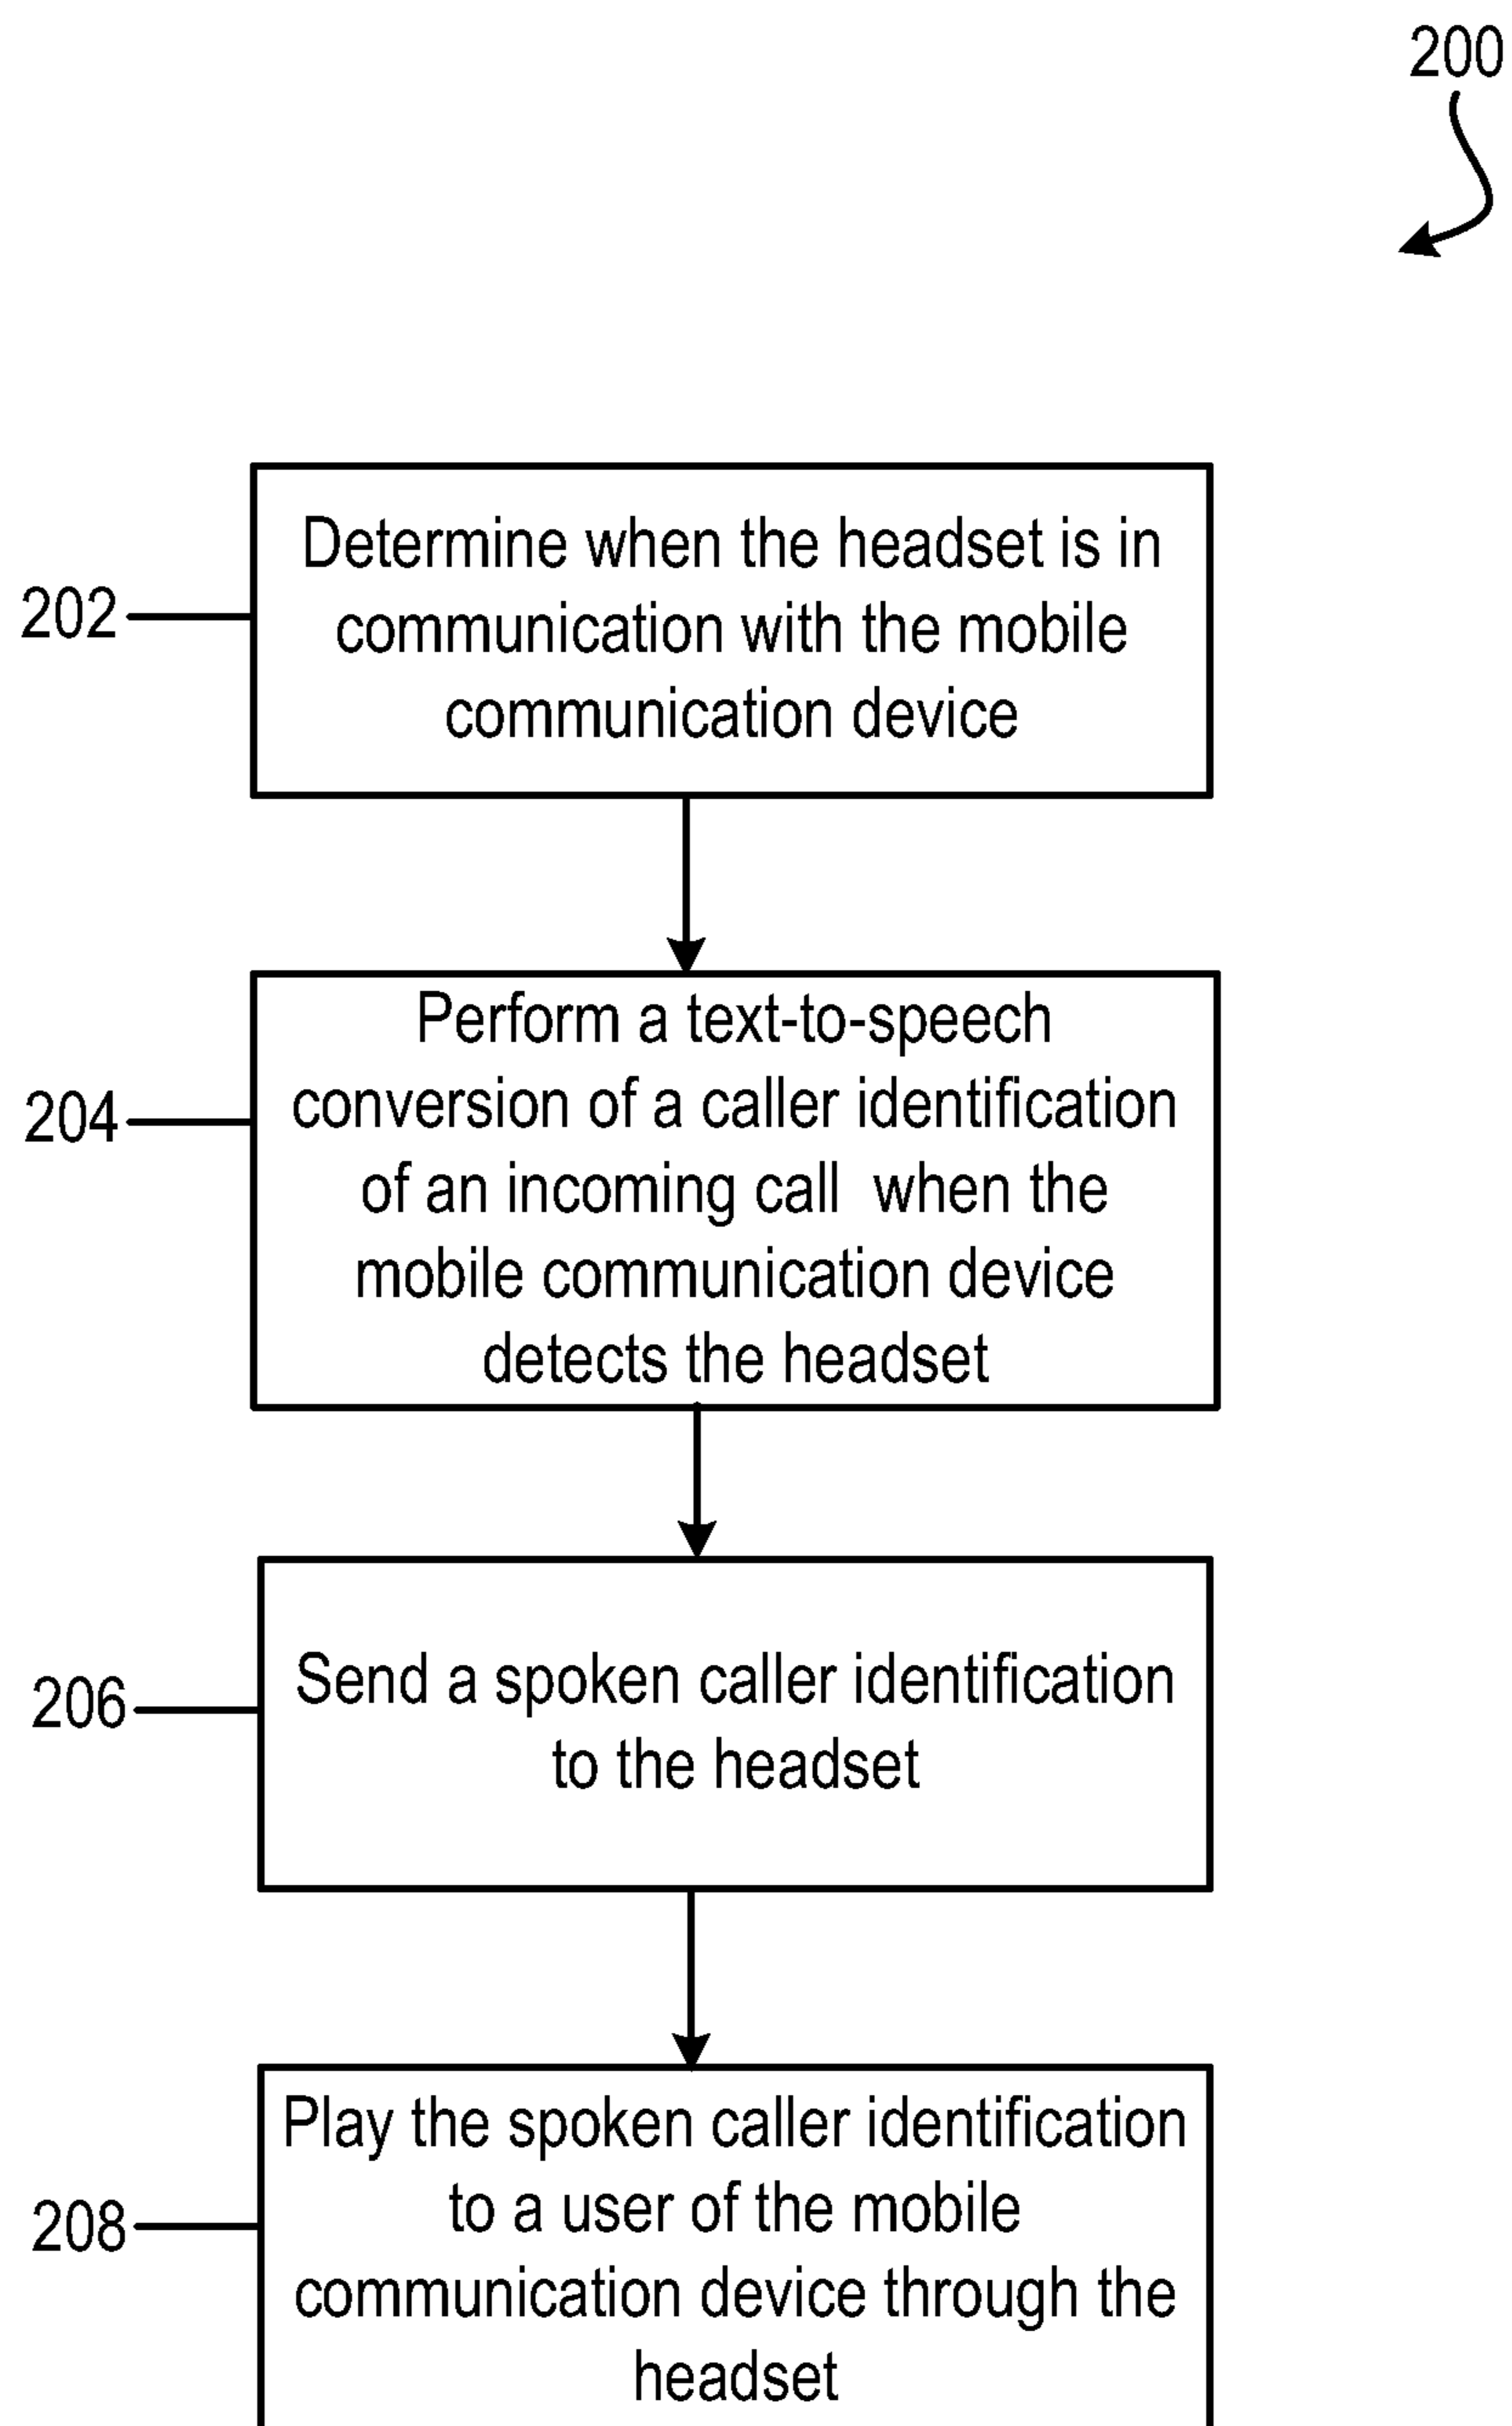 200
202
Determine when the headset is in
communication with the mobile
communication device
204
Perform a text-to-speech
conversion of a caller identification
of an incoming call  when the
mobile communication device
detects the headset
206
Send a spoken caller identification
to the headset
208
Play the spoken caller identification
to a user of the mobile
communication device through the
headset